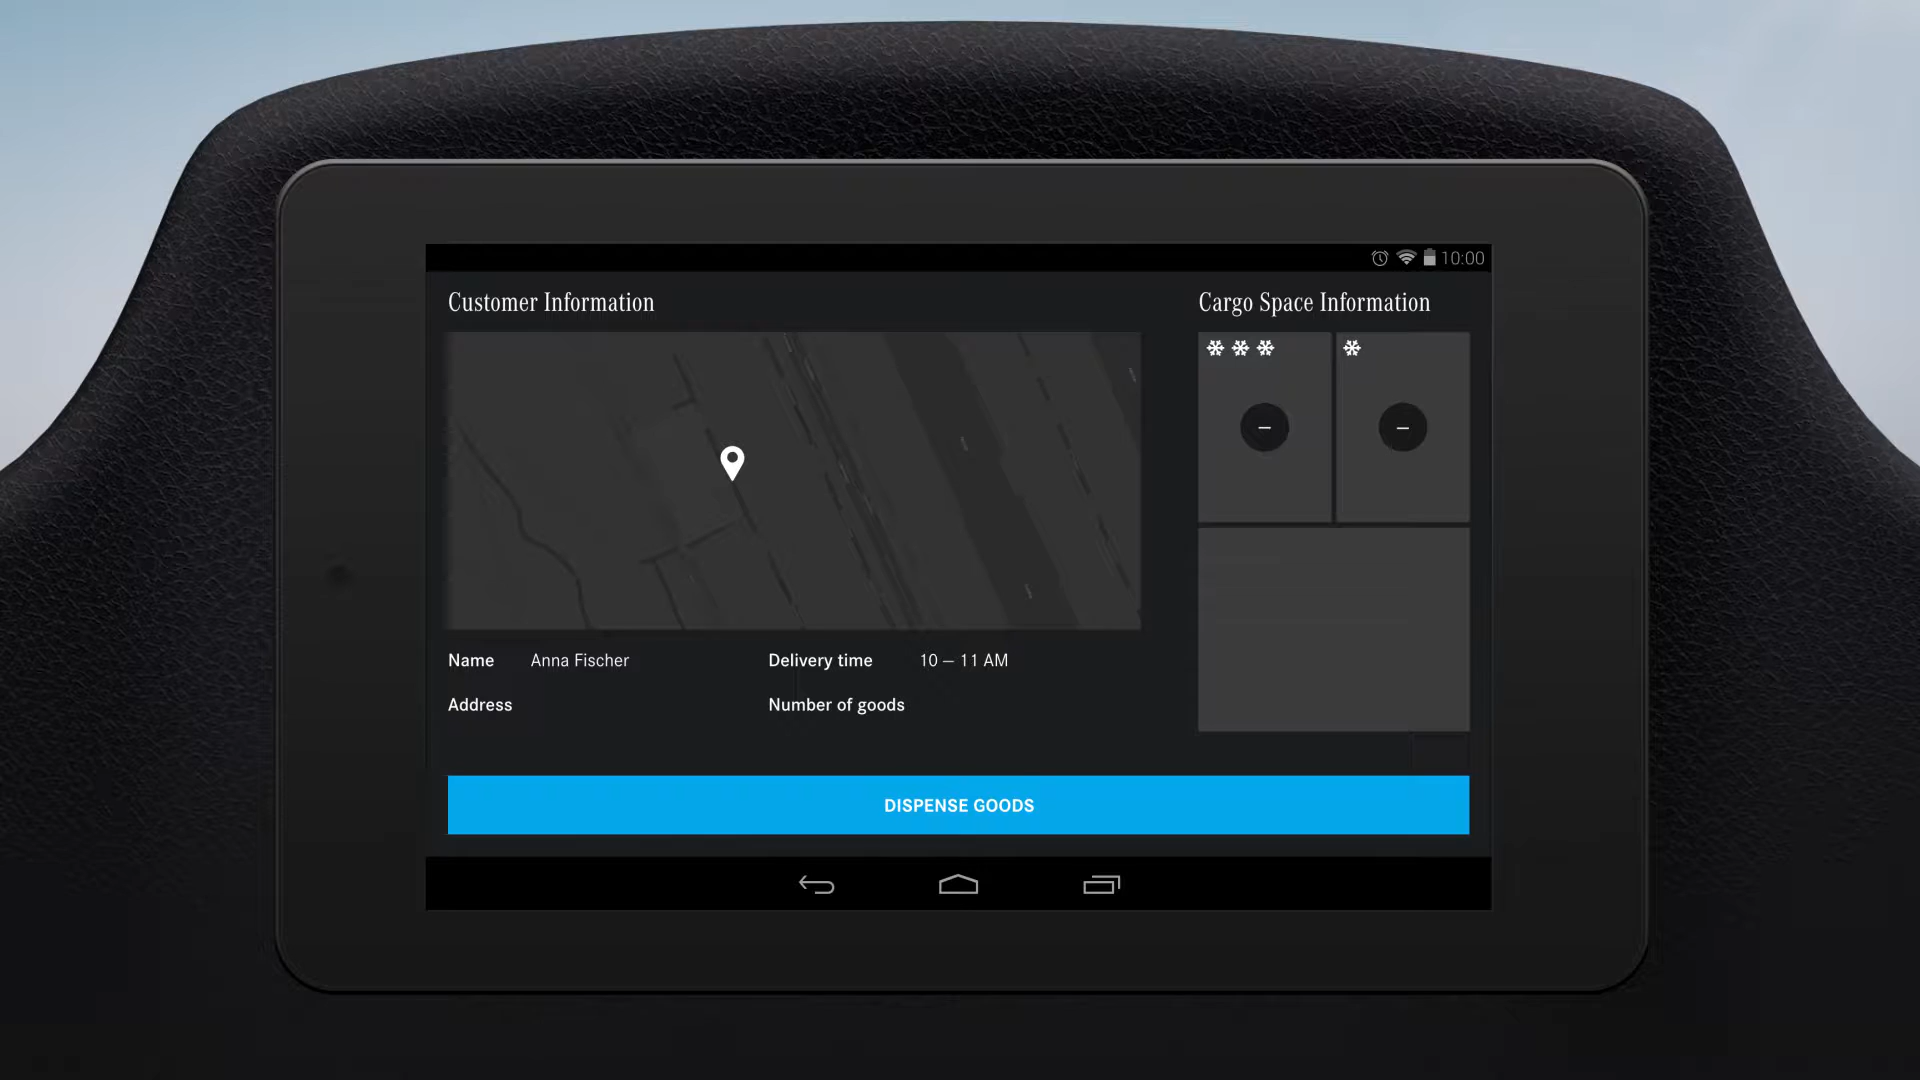 10:00
Customer Information
Cargo Space Information
Name Anna Fischer
Delivery time 10 – 11 AM
Address
Number of goods
DISPENSE GOODS